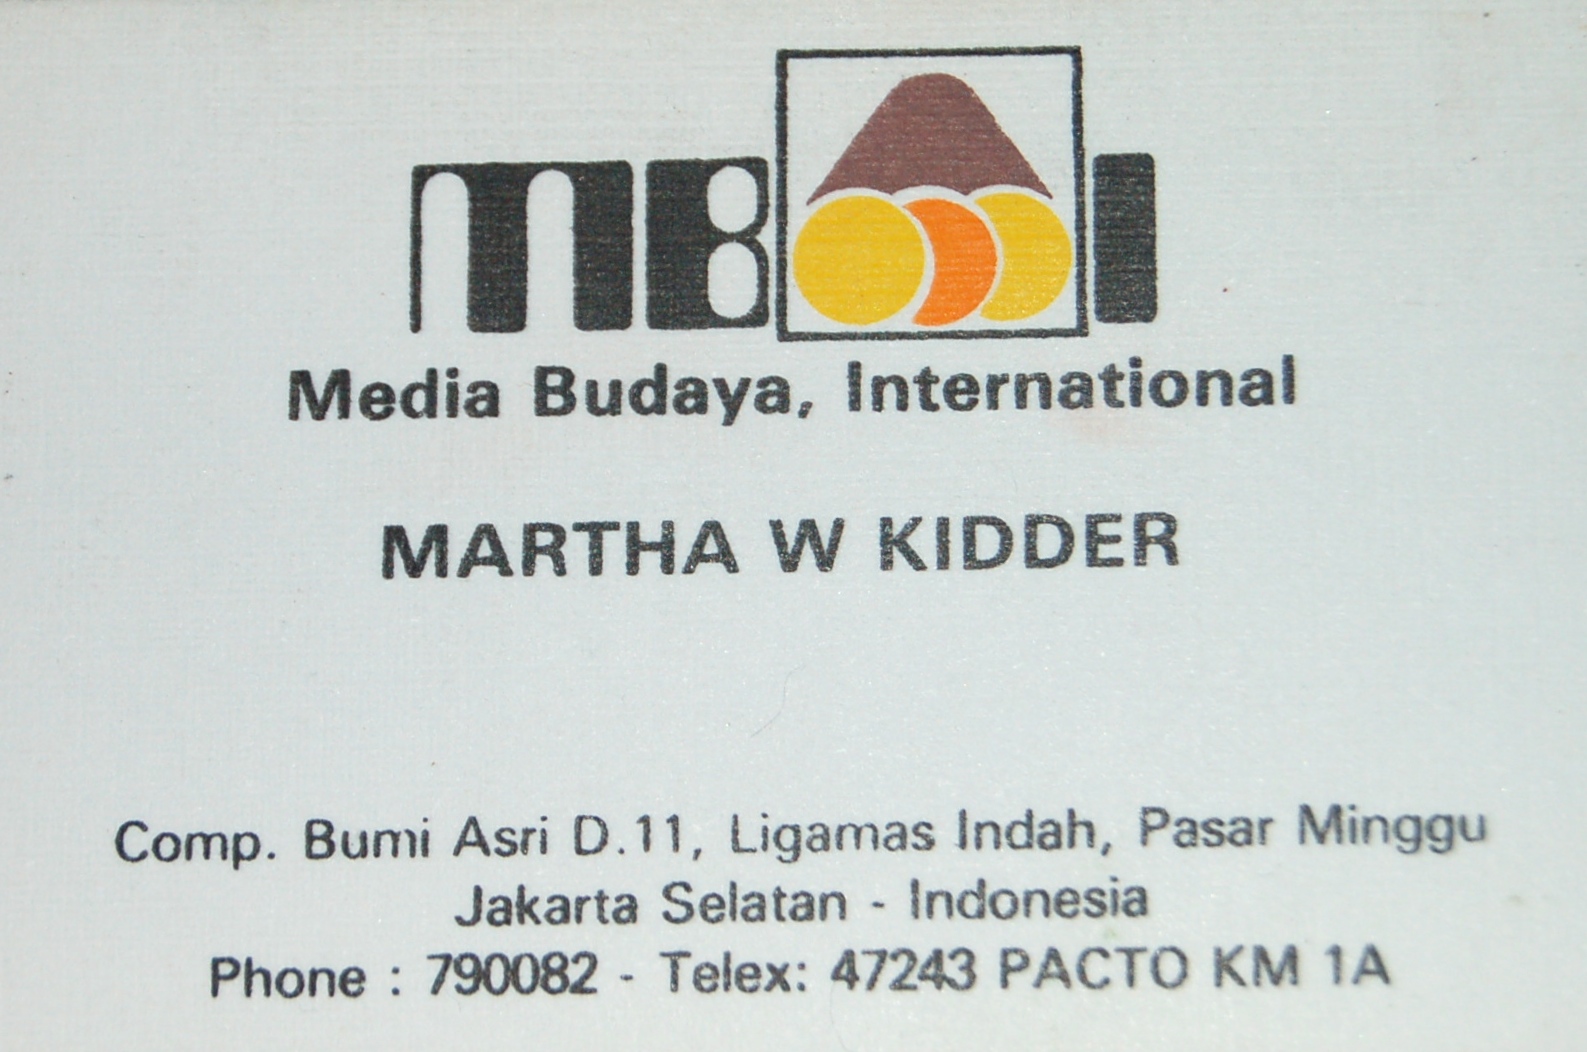 MBI
Media Budaya, International
MARTHA W KIDDER
Comp. Bumi Asri D.11, Ligamas Indah, Pasar Minggu
Jakarta Selatan - Indonesia
Phone : 790082 - Telex: 47243 PACTO KM 1A